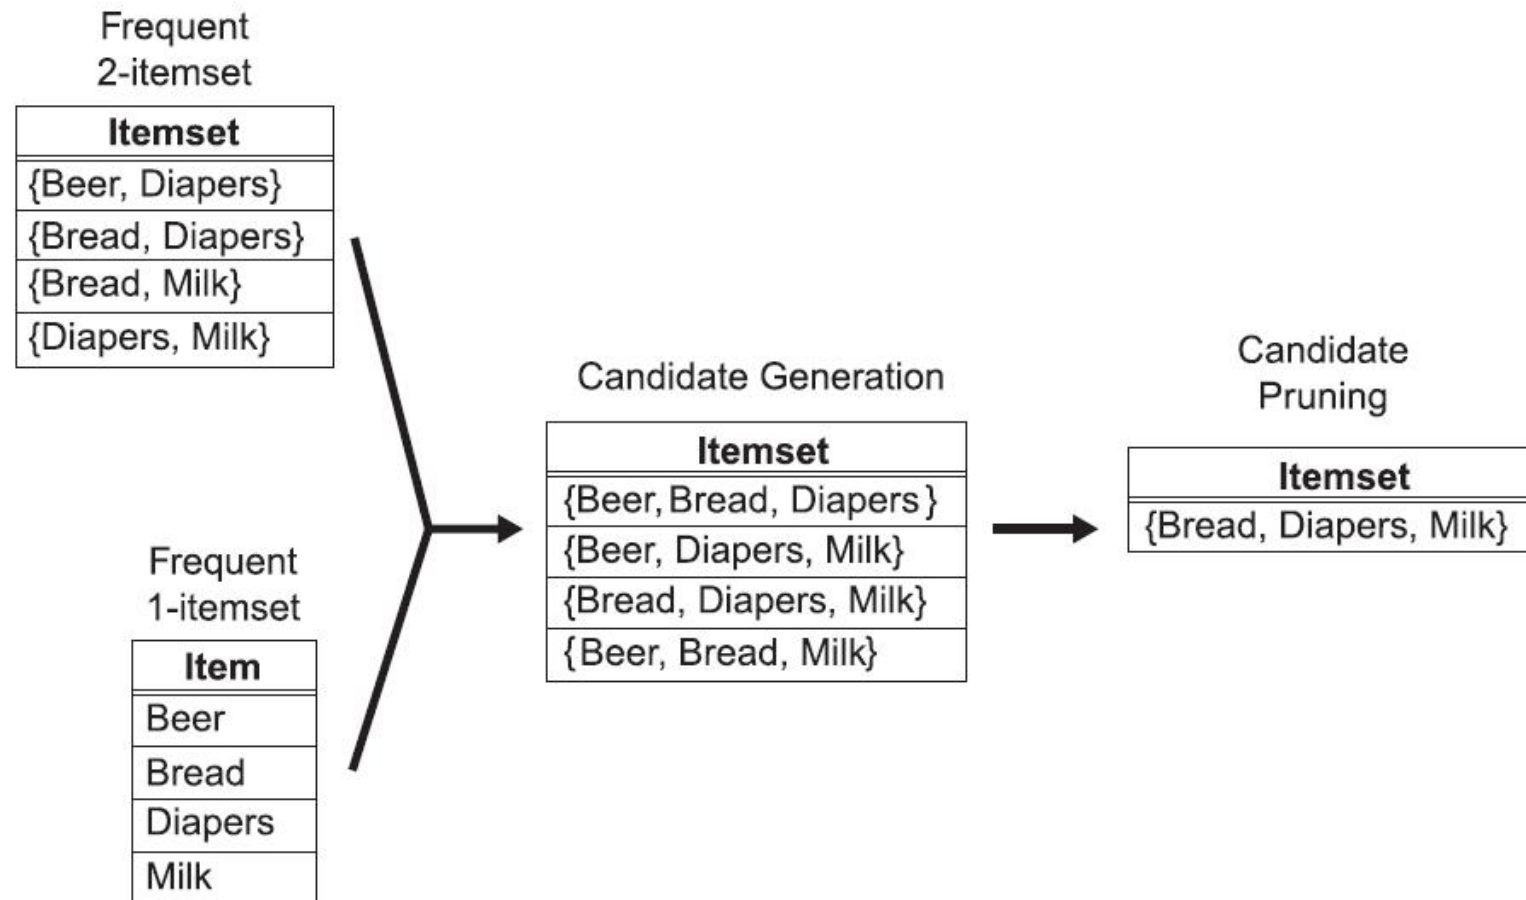 Frequent
2-itemset
Itemset
{Beer, Diapers}
{Bread, Diapers}
{Bread, Milk}
{Diapers, Milk}
Frequent
1-itemset
Item
Beer
Bread
Diapers
Milk
Candidate Generation
Itemset
{Beer, Bread, Diapers}
{Beer, Diapers, Milk}
{Bread, Diapers, Milk}
{Beer, Bread, Milk}
Candidate
Pruning
Itemset
{Bread, Diapers, Milk}